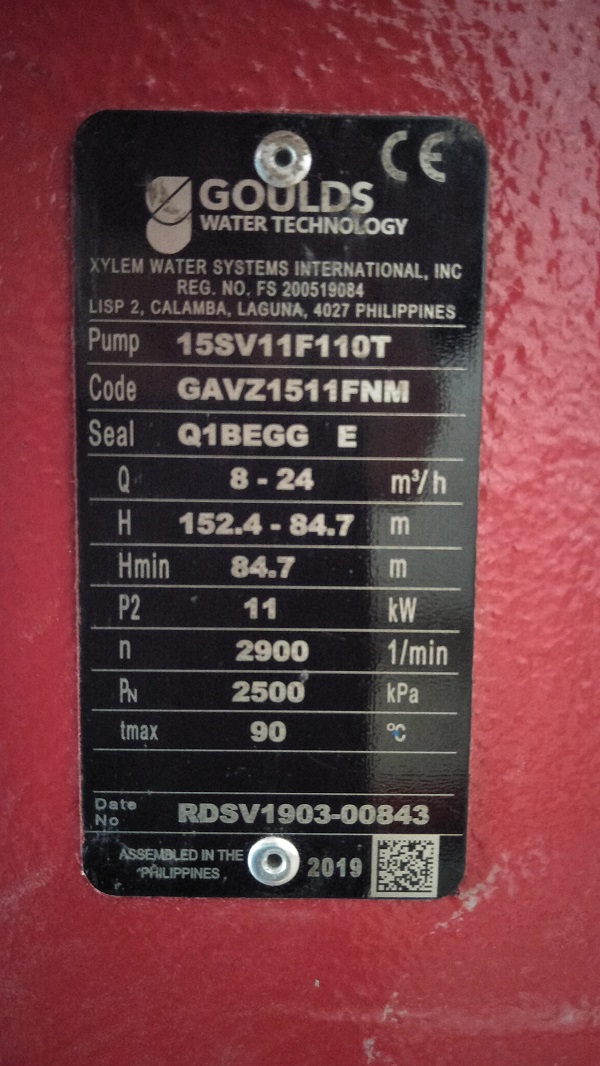 CE
GOULDS
WATER TECHNOLOGY
XYLEM WATER SYSTEMS INTERNATIONAL, INC
REG. NO. FS 200519084
LISP 2, CALAMBA, LAGUNA, 4027 PHILIPPINES
Pump 15SV11F110T
Code GAVZ1511FNM
Seal Q1BEGG E
Q 8 - 24 m³/h
H 152.4 - 84.7 m
Hmin 84.7 m
P2 11 kW
n 2900 1/min
PN 2500 kPa
tmax 90 °C
Date No RDSV1903-00843
ASSEMBLED IN THE PHILIPPINES 2019